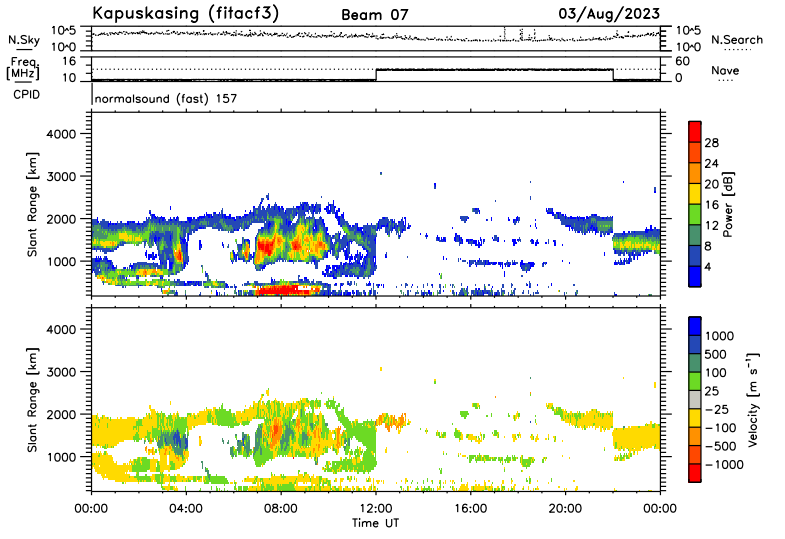 Kapuskasing (fitacf3) Beam 07 03/Aug/2023
N.Sky 10^5 10^0 10^5 10^0 N.Search
Freq. [MHz] 16 10 60 0 Nave
CPID normalsound (fast) 157
Slant Range [km] 4000 3000 2000 1000
28 24 20 16 12 8 4 Power [dB]
Slant Range [km] 4000 3000 2000 1000
1000 500 100 25 -25 -100 -500 -1000 Velocity [m s^-1]
00:00 04:00 08:00 12:00 16:00 20:00 00:00
Time UT